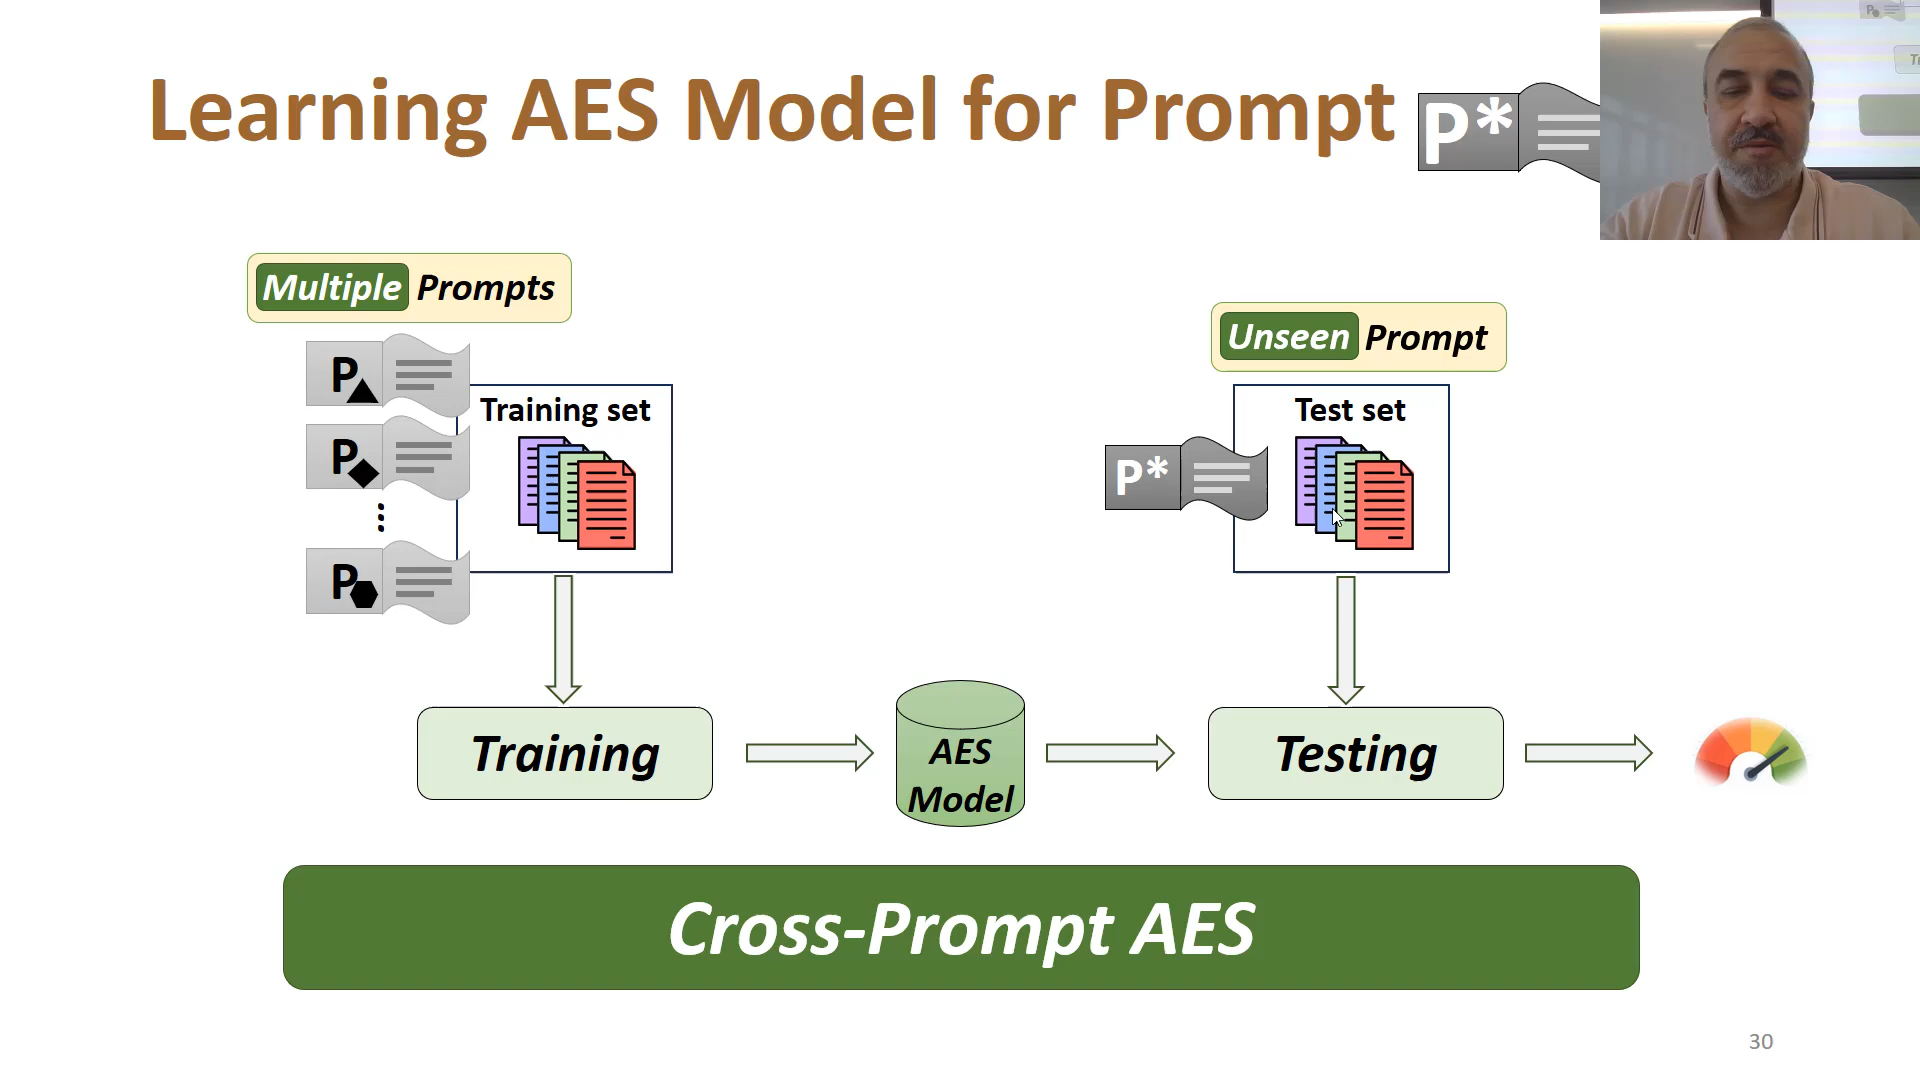 Learning AES Model for Prompt P*
Multiple Prompts
Unseen Prompt
P
Training set
Test set
P
P*
P
Training
AES
Model
Testing
Cross-Prompt AES
30